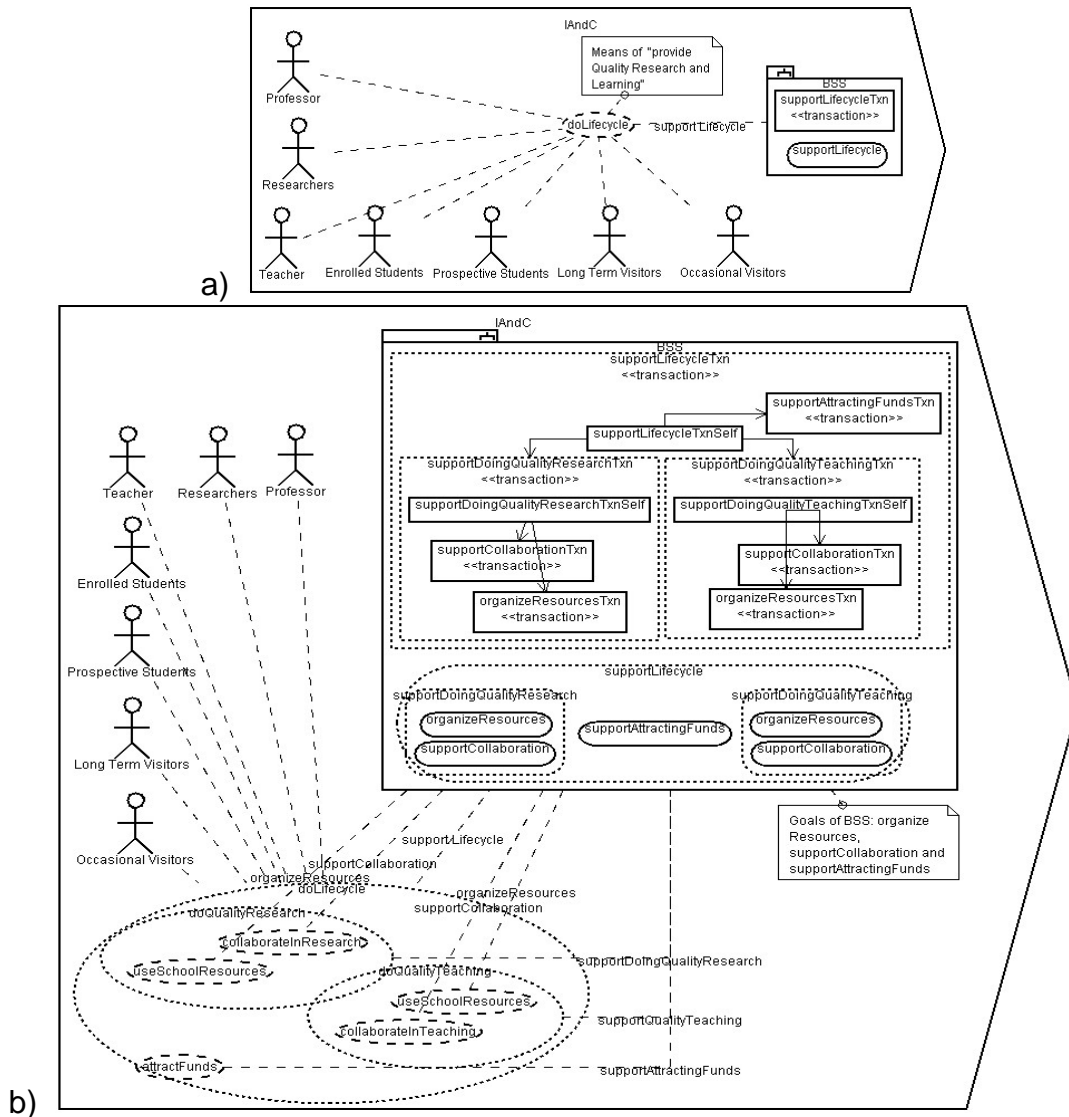 IAndC
Means of "provide
Quality Research and
Learning"
Professor
BSS
supportLifecycleTxn
<<transaction>>
doLifecycle
support Lifecycle
supportLifecycle
Researchers
Teacher
Enrolled Students
Prospective Students
Long Term Visitors
Occasional Visitors
a)
IAndC
BSS
supportLifecycleTxn
<<transaction>>
supportAttractingFundsTxn
<<transaction>>
supportLifecycleTxnSelf
supportDoingQualityResearchTxn
<<transaction>>
supportDoingQualityTeachingTxn
<<transaction>>
Teacher
Researchers
Professor
supportDoingQualityResearchTxnSelf
supportDoingQualityTeachingTxnSelf
supportCollaborationTxn
<<transaction>>
supportCollaborationTxn
<<transaction>>
Enrolled Students
organizeResourcesTxn
<<transaction>>
organizeResourcesTxn
<<transaction>>
Prospective Students
supportLifecycle
supportDoingQualityResearch
supportDoingQualityTeaching
organizeResources
supportAttractingFunds
organizeResources
supportCollaboration
supportCollaboration
Long Term Visitors
Goals of BSS: organize
Resources,
supportCollaboration and
supportAttractingFunds
support Lifecycle
Occasional Visitors
supportCollaboration
organizeResources
doLifecycle
organizeResources
supportCollaboration
doQualityResearch
collaborateInResearch
supportDoingQualityResearch
useSchoolResources
doQualityTeaching
useSchoolResources
supportQualityTeaching
collaborateInTeaching
attractFunds
supportAttractingFunds
b)